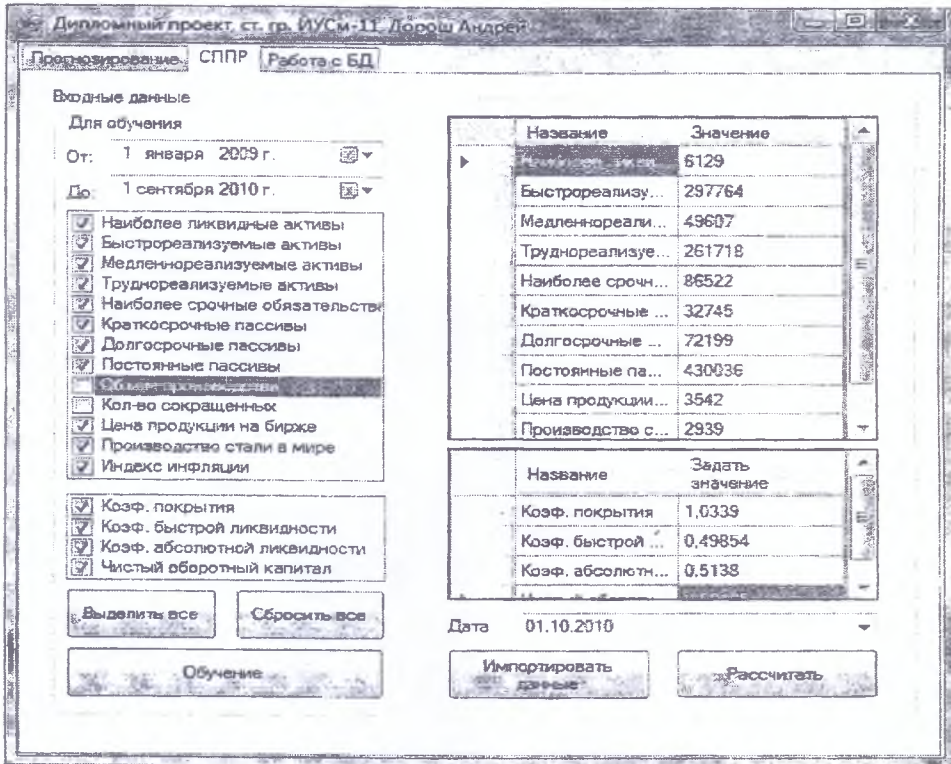 Дипломный проект, ст. гр. ИУСм-11, Дорош Андрей
Прогнозирование СППР Работа с БД
Входные данные
Для обучения
От: 1 января 2009 г.
До: 1 сентября 2010 г.
Наиболее ликвидные активы
Быстрореализуемые активы
Медленнореализуемые активы
Труднореализуемые активы
Наиболее срочные обязательства
Краткосрочные пассивы
Долгосрочные пассивы
Постоянные пассивы
Объем производства
Кол-во сокращенных
Цена продукции на бирже
Производство стали в мире
Индекс инфляции
Коэф. покрытия
Коэф. быстрой ликвидности
Коэф. абсолютной ликвидности
Чистый оборотный капитал
Выделить все Сбросить все
Обучение
Название Значение
6129
Быстрореализу... 297764
Медленнореали... 49607
Труднореализуе... 261718
Наиболее срочн... 86522
Краткосрочные ... 32745
Долгосрочные ... 72199
Постоянные па... 430036
Цена продукции... 3542
Производство с... 2939
Название Задать
значение
Коэф. покрытия 1,0339
Коэф. быстрой ... 0,49854
Коэф. абсолютн... 0,5138
Дата 01.10.2010
Импортировать
данные
Рассчитать